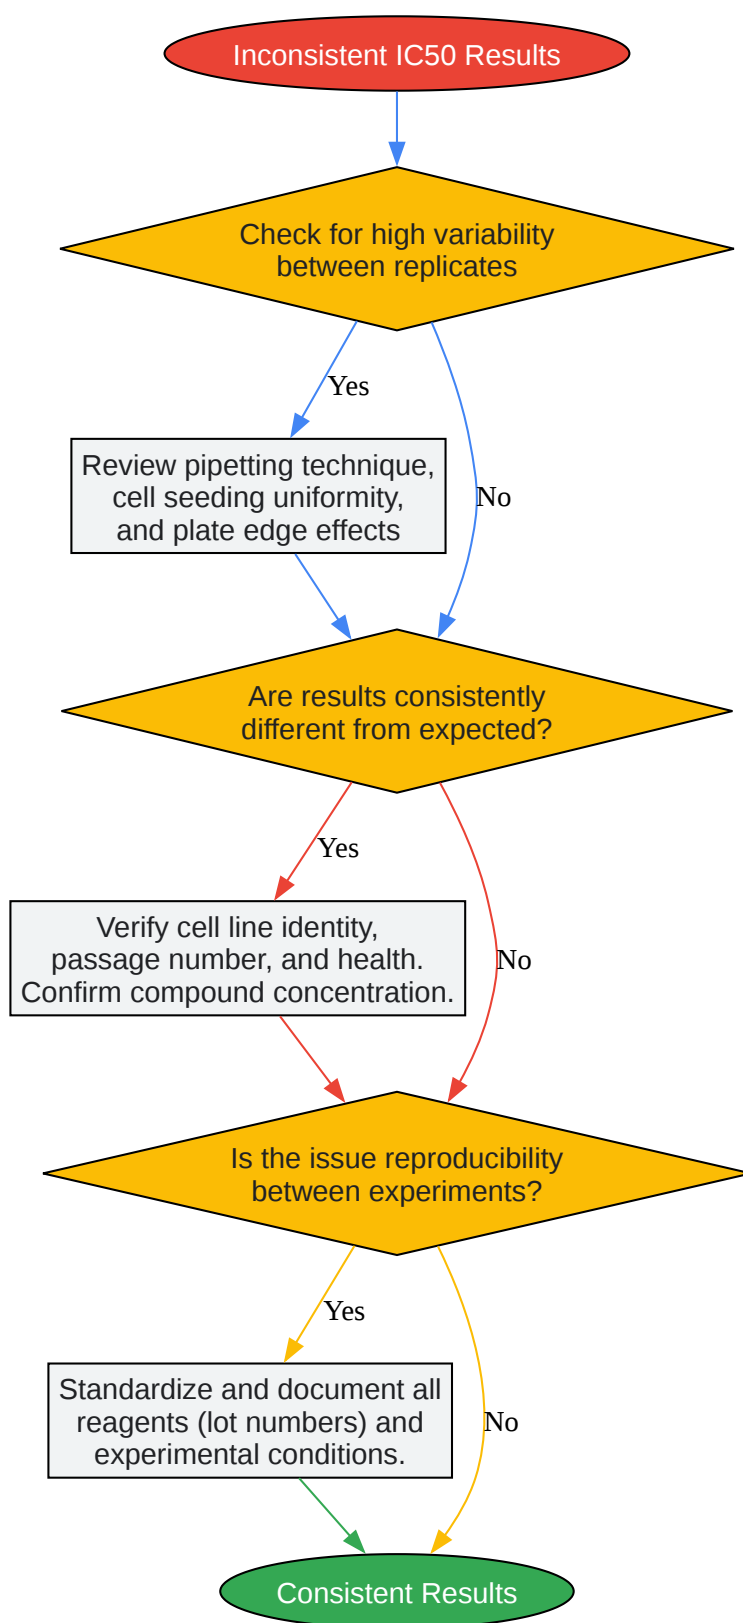 Inconsistent IC50 Results
Check for high variability
between replicates
Yes
Review pipetting technique,
cell seeding uniformity,
and plate edge effects
No
Are results consistently
different from expected?
Yes
Verify cell line identity,
passage number, and health.
Confirm compound concentration.
No
Is the issue reproducibility
between experiments?
Yes
Standardize and document all
reagents (lot numbers) and
experimental conditions.
No
Consistent Results